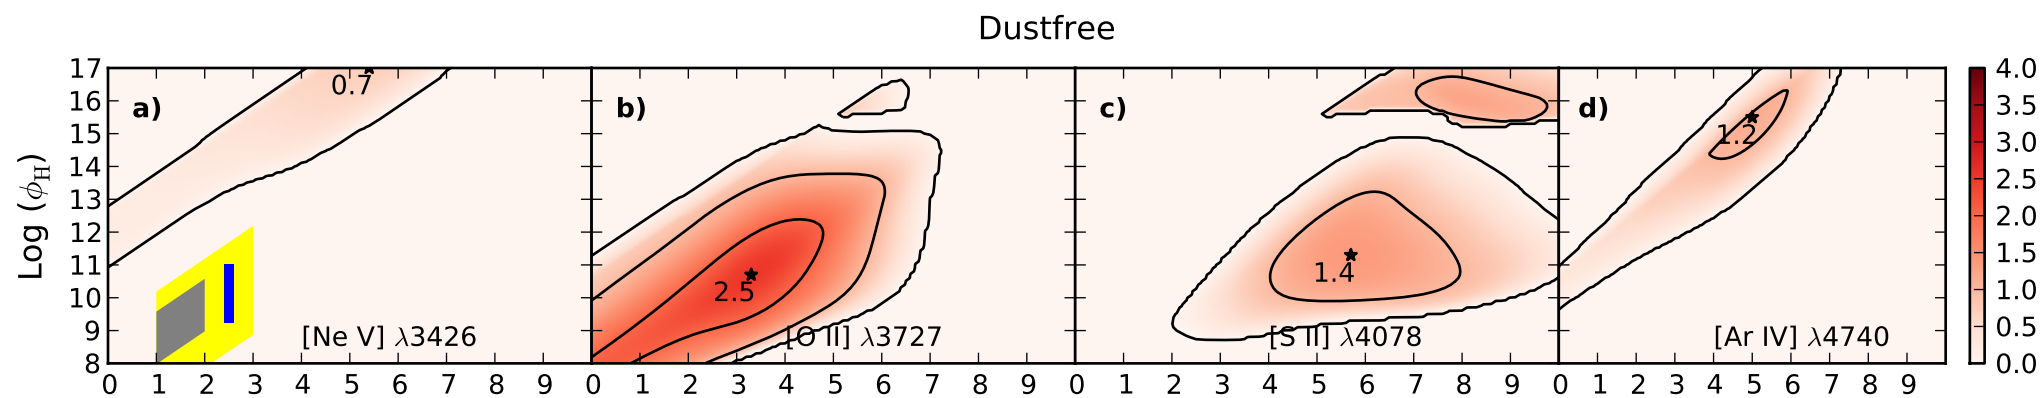 Dustfree
Log (ϕH)
17
16
15
14
13
12
11
10
9
8
a)
0.7
[Ne V] λ3426
b)
2.5
[O II] λ3727
c)
1.4
[S II] λ4078
d)
1.2
[Ar IV] λ4740
0 1 2 3 4 5 6 7 8 9
0 1 2 3 4 5 6 7 8 9
0 1 2 3 4 5 6 7 8 9
0 1 2 3 4 5 6 7 8 9
4.0
3.5
3.0
2.5
2.0
1.5
1.0
0.5
0.0